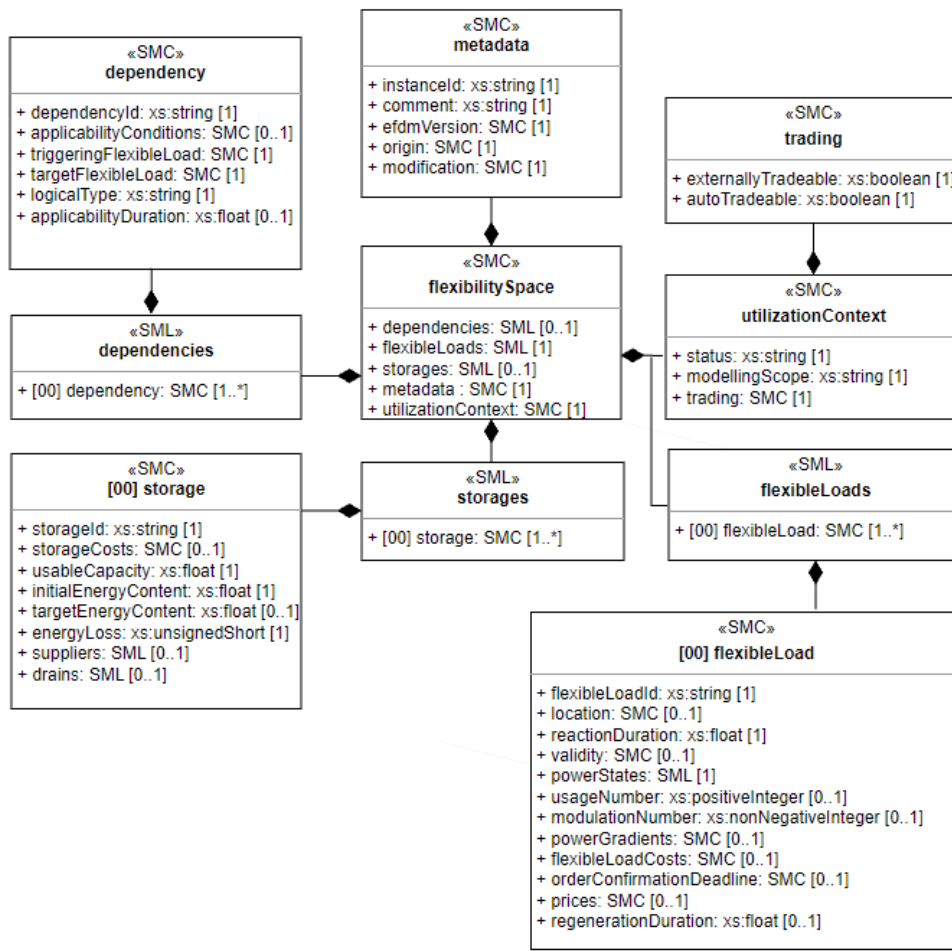 «SMC»
dependency
+ dependencyId: xs:string [1]
+ applicabilityConditions: SMC [0..1]
+ triggeringFlexibleLoad: SMC [1]
+ targetFlexibleLoad: SMC [1]
+ logicalType: xs:string [1]
+ applicabilityDuration: xs:float [0..1]
«SMC»
metadata
+ instanceId: xs:string [1]
+ comment: xs:string [1]
+ efdmVersion: SMC [1]
+ origin: SMC [1]
+ modification: SMC [1]
«SMC»
trading
+ externallyTradeable: xs:boolean [1]
+ autoTradeable: xs:boolean [1]
«SML»
dependencies
+ [00] dependency: SMC [1..*]
«SMC»
flexibilitySpace
+ dependencies: SML [0..1]
+ flexibleLoads: SML [1]
+ storages: SML [0..1]
+ metadata : SMC [1]
+ utilizationContext: SMC [1]
«SMC»
utilizationContext
+ status: xs:string [1]
+ modellingScope: xs:string [1]
+ trading: SMC [1]
«SMC»
[00] storage
+ storageId: xs:string [1]
+ storageCosts: SMC [0..1]
+ usableCapacity: xs:float [1]
+ initialEnergyContent: xs:float [1]
+ targetEnergyContent: xs:float [0..1]
+ energyLoss: xs:unsignedShort [1]
+ suppliers: SML [0..1]
+ drains: SML [0..1]
«SML»
storages
+ [00] storage: SMC [1..*]
«SML»
flexibleLoads
+ [00] flexibleLoad: SMC [1..*]
«SMC»
[00] flexibleLoad
+ flexibleLoadId: xs:string [1]
+ location: SMC [0..1]
+ reactionDuration: xs:float [1]
+ validity: SMC [0..1]
+ powerStates: SML [1]
+ usageNumber: xs:positiveInteger [0..1]
+ modulationNumber: xs:nonNegativeInteger [0..1]
+ powerGradients: SMC [0..1]
+ flexibleLoadCosts: SMC [0..1]
+ orderConfirmationDeadline: SMC [0..1]
+ prices: SMC [0..1]
+ regenerationDuration: xs:float [0..1]